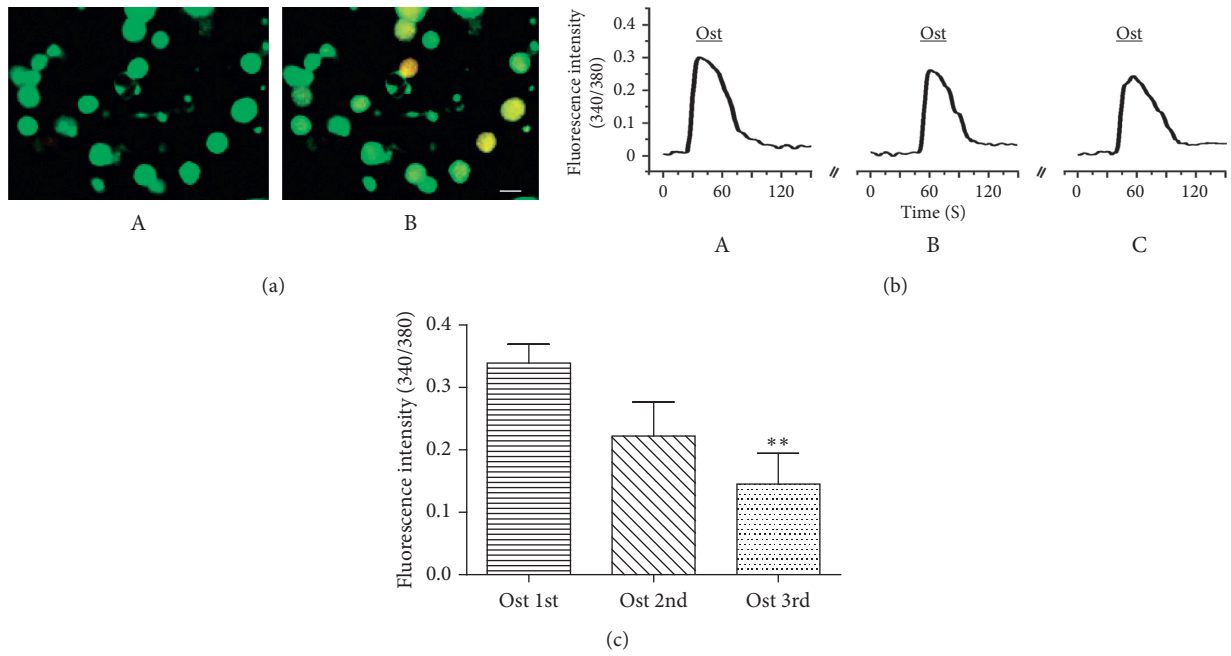 A
B
(a)
Fluorescence intensity
(340/380)
0.4
0.3
0.2
0.1
0
Ost
Ost
Ost
0 60 120 0 60 120 0 60 120
//
//
Time (S)
A
B
C
(b)
Fluorescence intensity (340/380)
0.4
0.3
0.2
0.1
0.0
**
Ost 1st
Ost 2nd
Ost 3rd
(c)